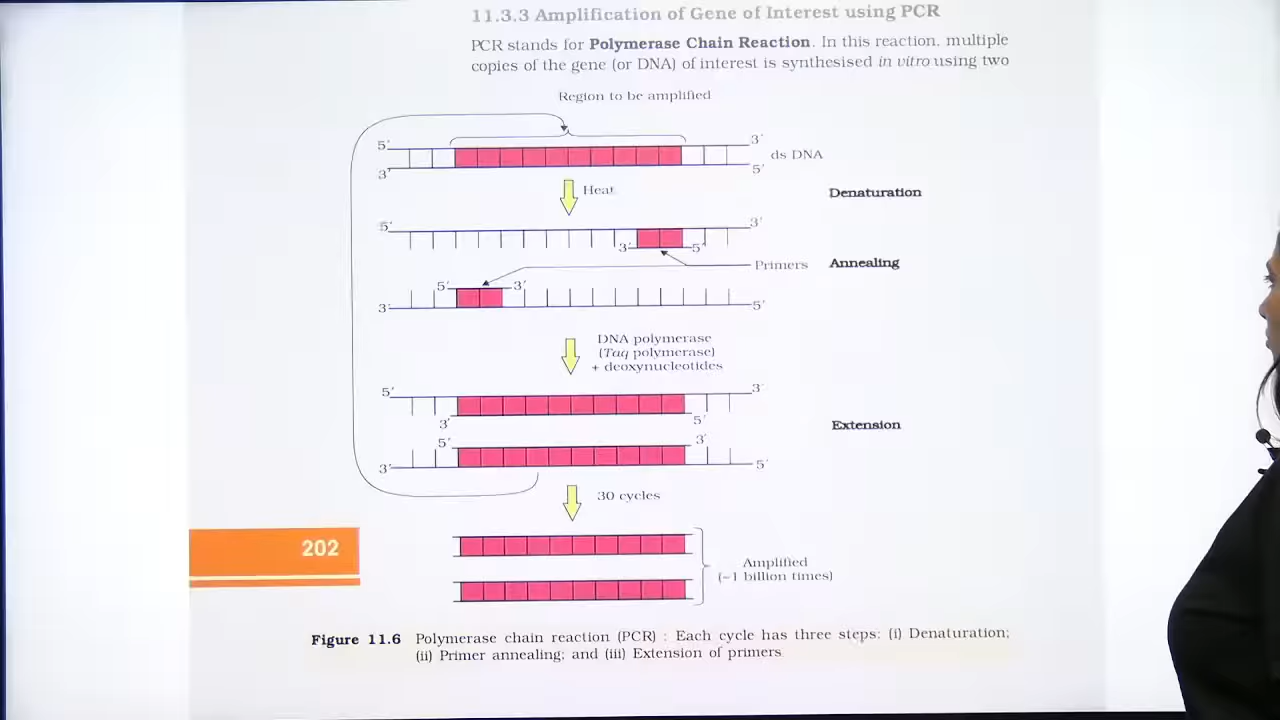 11.3.3 Amplification of Gene of Interest using PCR
PCR stands for Polymerase Chain Reaction. In this reaction, multiple
copies of the gene (or DNA) of interest is synthesised in vitro using two
Region to be amplified
5′ 3′
3′ 5′
ds DNA
Heat
Denaturation
5′ 3′
3′ 5′
Primers
Annealing
5′ 3′
3′ 5′
DNA polymerase
(Taq polymerase)
+ deoxynucleotides
5′ 3′
3′ 5′
Extension
5′ 3′
3′ 5′
30 cycles
202
Amplified
(~1 billion times)
Figure 11.6 Polymerase chain reaction (PCR) : Each cycle has three steps: (i) Denaturation;
(ii) Primer annealing; and (iii) Extension of primers